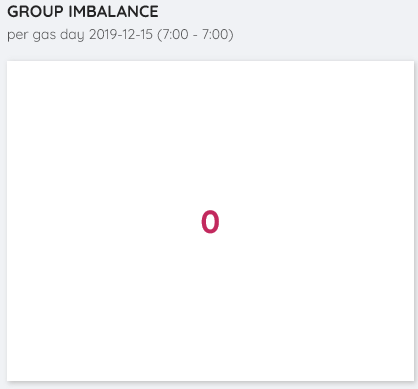 GROUP IMBALANCE
per gas day 2019-12-15 (7:00 - 7:00)
0